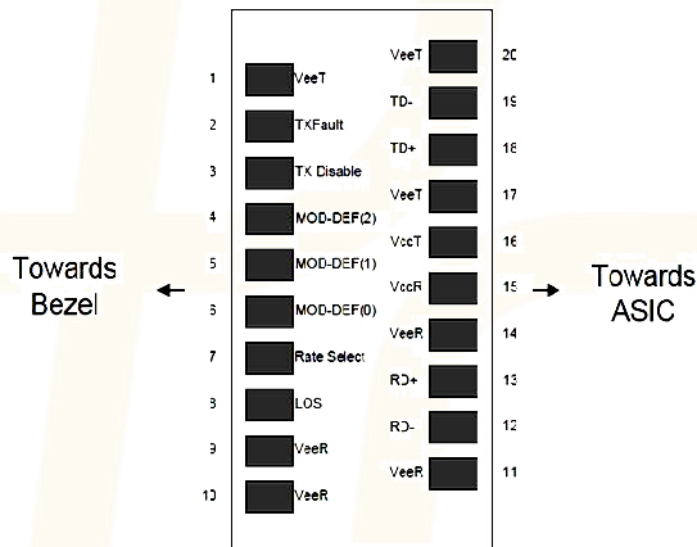 VeeT 20
1 VeeT
TD- 19
2 TXFault
TD+ 18
3 TX Disable
VeeT 17
4 MOD-DEF(2)
VccT 16
5 MOD-DEF(1)
Towards
Bezel
VccR 15
Towards
ASIC
6 MOD-DEF(0)
VeeR 14
7 Rate Select
RD+ 13
8 LOS
RD- 12
9 VeeR
VeeR 11
10 VeeR